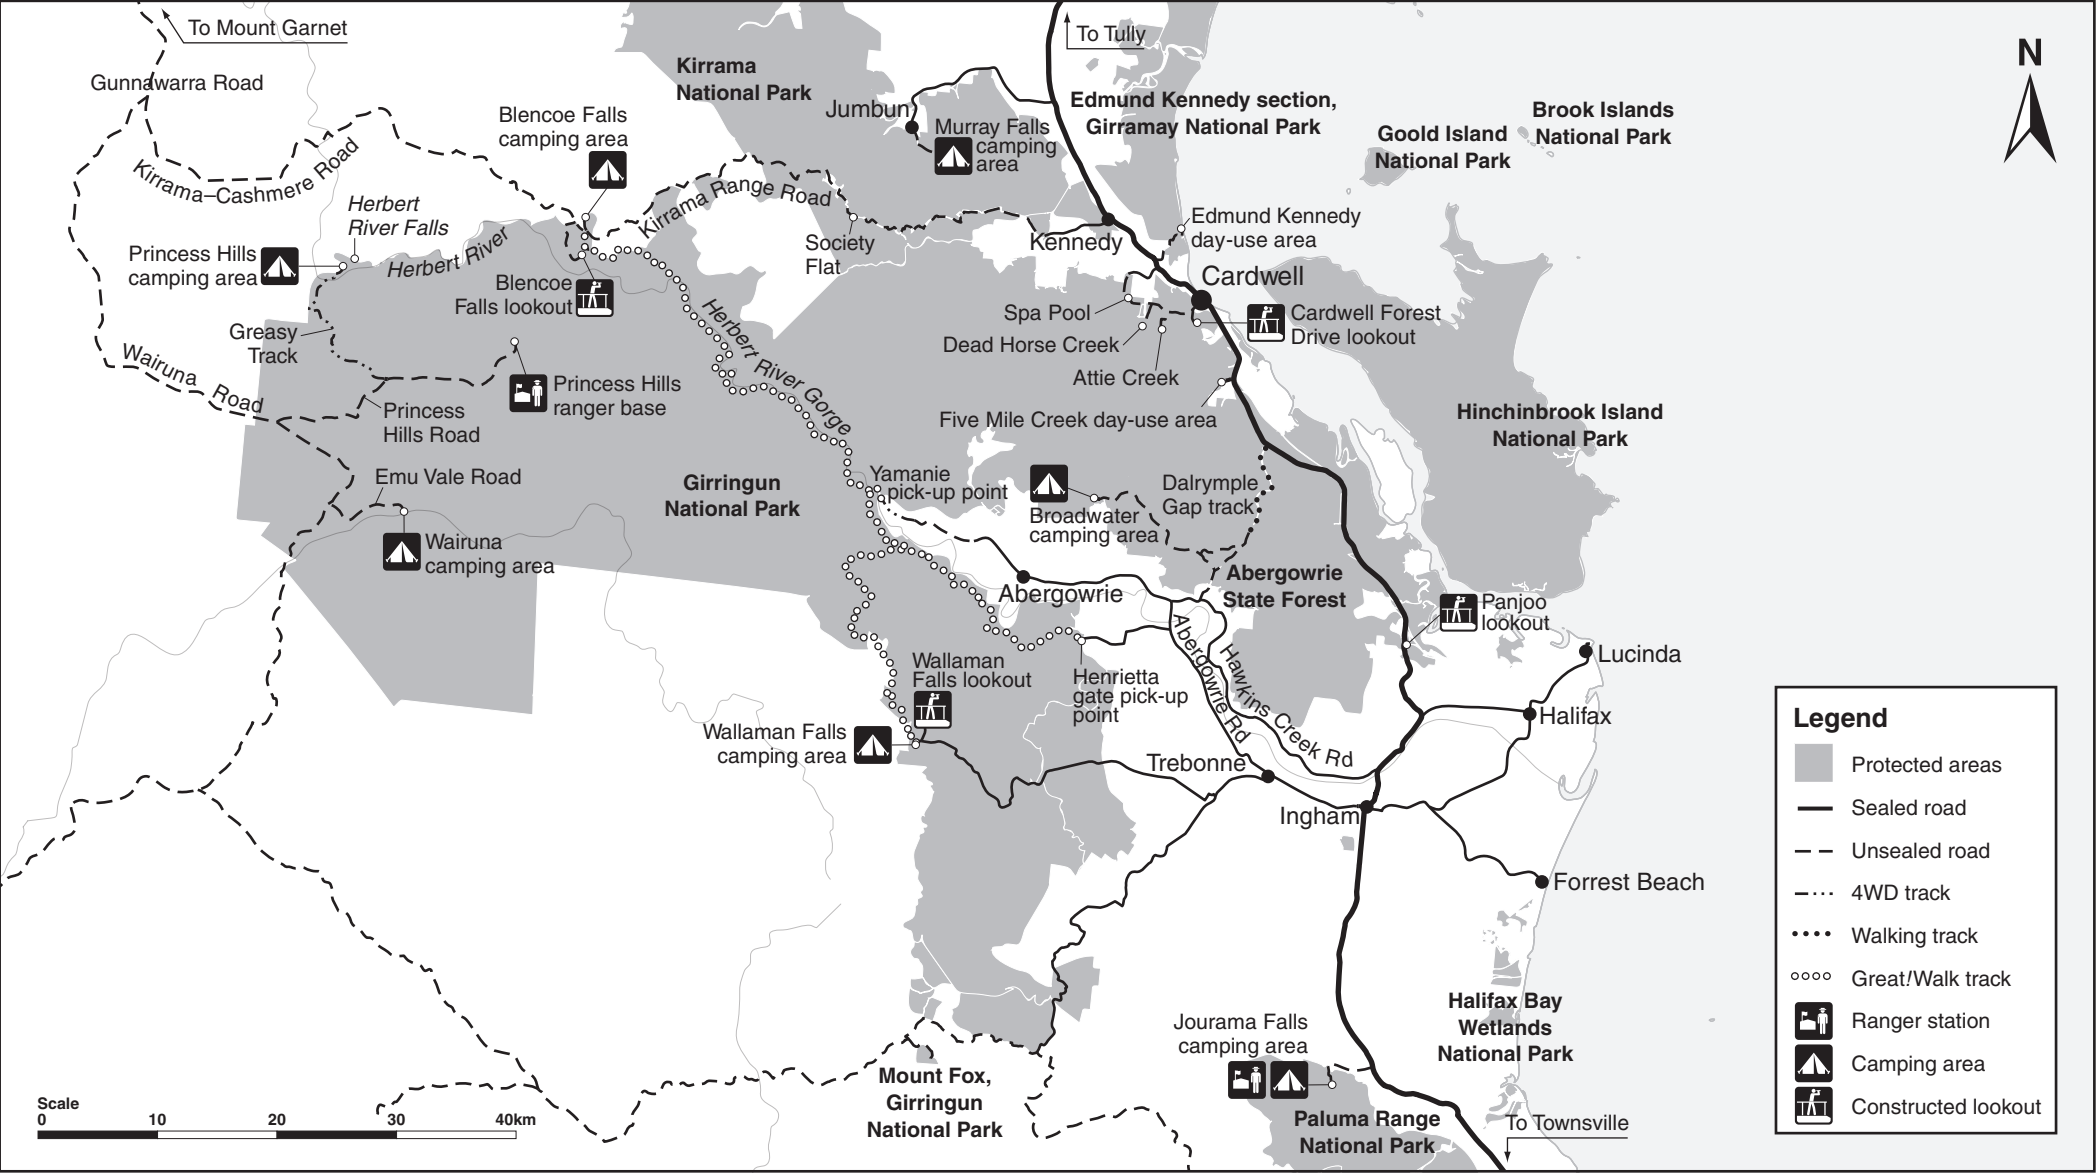 To Mount Garnet
To Tully
N
Gunnawarra Road
Kirrama
National Park
Jumbun
Edmund Kennedy section,
Girramay National Park
Brook Islands
National Park
Goold Island
National Park
Blencoe Falls
camping area
Murray Falls
camping
area
Kirrama–Cashmere Road
Kirrama Range Road
Herbert
River Falls
Herbert River
Princess Hills
camping area
Society
Flat
Kennedy
Edmund Kennedy
day-use area
Cardwell
Blencoe
Falls lookout
Spa Pool
Cardwell Forest
Drive lookout
Greasy
Track
Dead Horse Creek
Attie Creek
Herbert River Gorge
Wairuna Road
Princess Hills
ranger base
Princess
Hills Road
Five Mile Creek day-use area
Hinchinbrook Island
National Park
Emu Vale Road
Girringun
National Park
Yamanie
pick-up point
Dalrymple
Gap track
Broadwater
camping area
Wairuna
camping area
Abergowrie
Abergowrie
State Forest
Panjoo
lookout
Lucinda
Wallaman
Falls lookout
Henrietta
gate pick-up
point
Abergowrie Rd
Hawkins Creek Rd
Halifax
Wallaman Falls
camping area
Trebonne
Ingham
Forrest Beach
Legend
Protected areas
Sealed road
Unsealed road
4WD track
Walking track
Great!Walk track
Ranger station
Camping area
Constructed lookout
Halifax Bay
Wetlands
National Park
Jourama Falls
camping area
Mount Fox,
Girringun
National Park
Paluma Range
National Park
To Townsville
Scale
0 10 20 30 40km